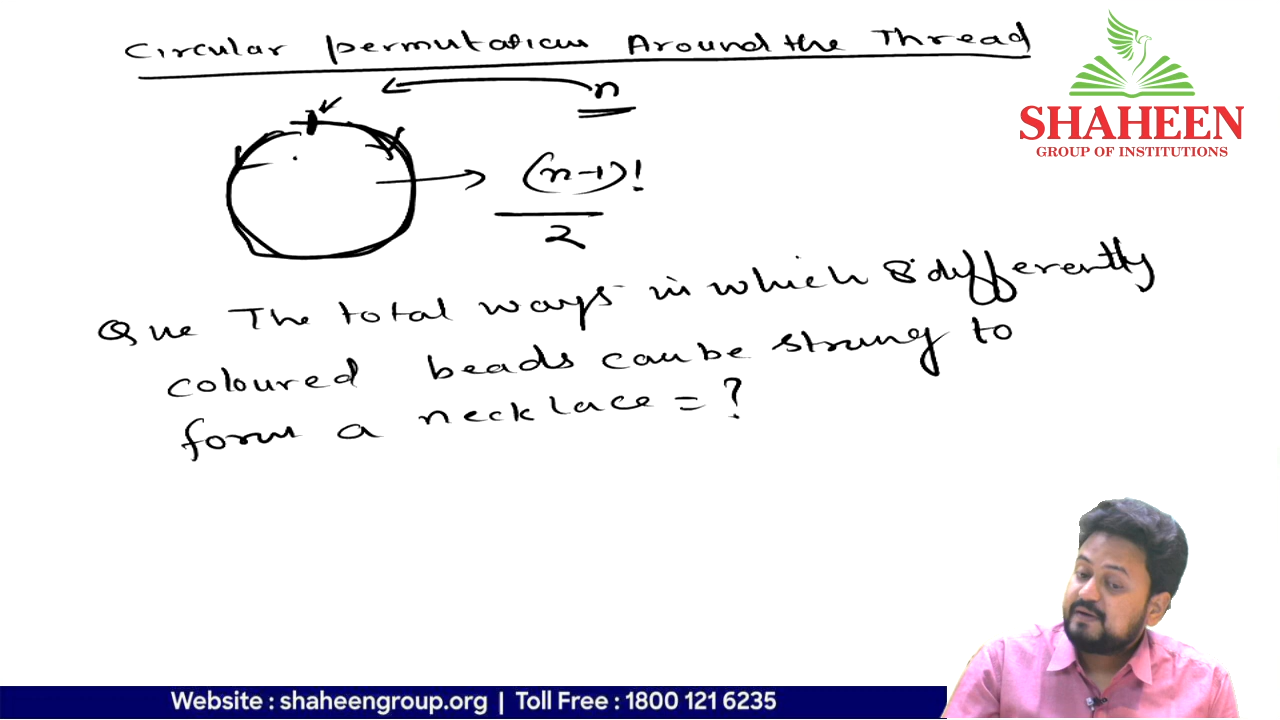 Circular permutations Around the Thread
n
(n-1)!
2
Que The total ways in which 8 differently
coloured beads can be strung to
form a necklace = ?
SHAHEEN
GROUP OF INSTITUTIONS
Website : shaheengroup.org | Toll Free : 1800 121 6235